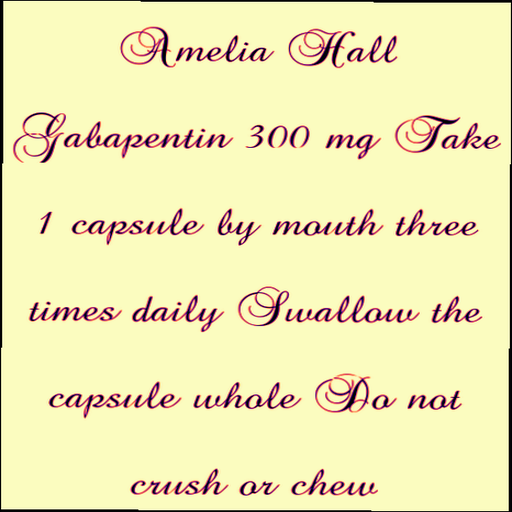 Amelia Hall
Gabapentin 300 mg Take
1 capsule by mouth three
times daily Swallow the
capsule whole Do not
crush or chew